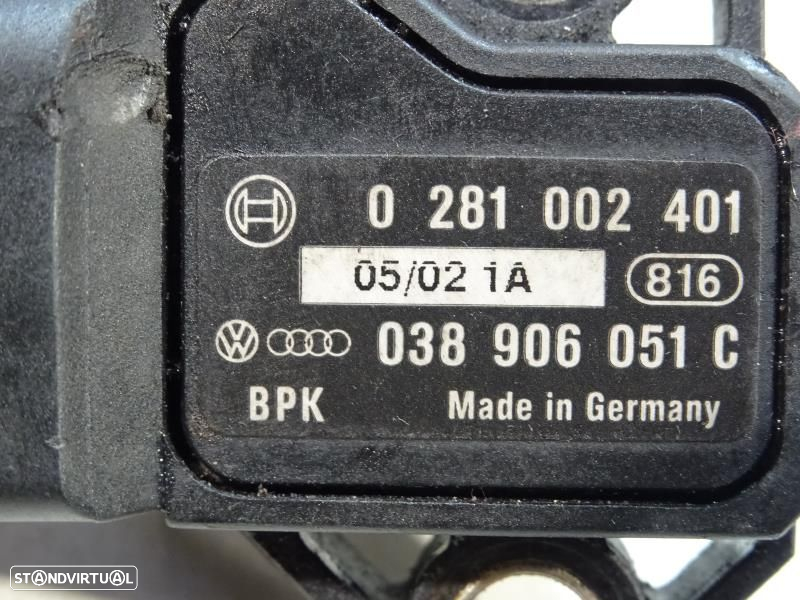 0 281 002 401
05/02 1A
816
038 906 051 C
BPK Made in Germany
STANDVIRTUAL